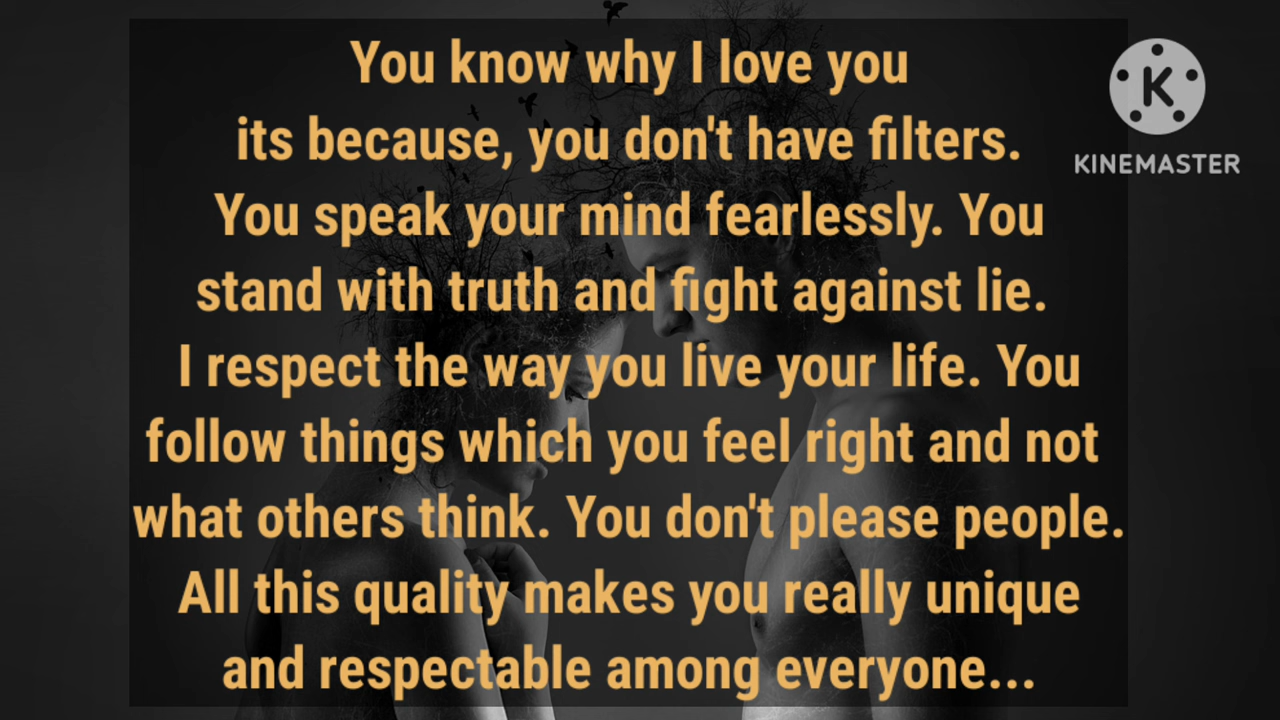 You know why I love you
its because, you don't have filters.
You speak your mind fearlessly. You
stand with truth and fight against lie.
I respect the way you live your life. You
follow things which you feel right and not
what others think. You don't please people.
All this quality makes you really unique
and respectable among everyone...
K
KINEMASTER